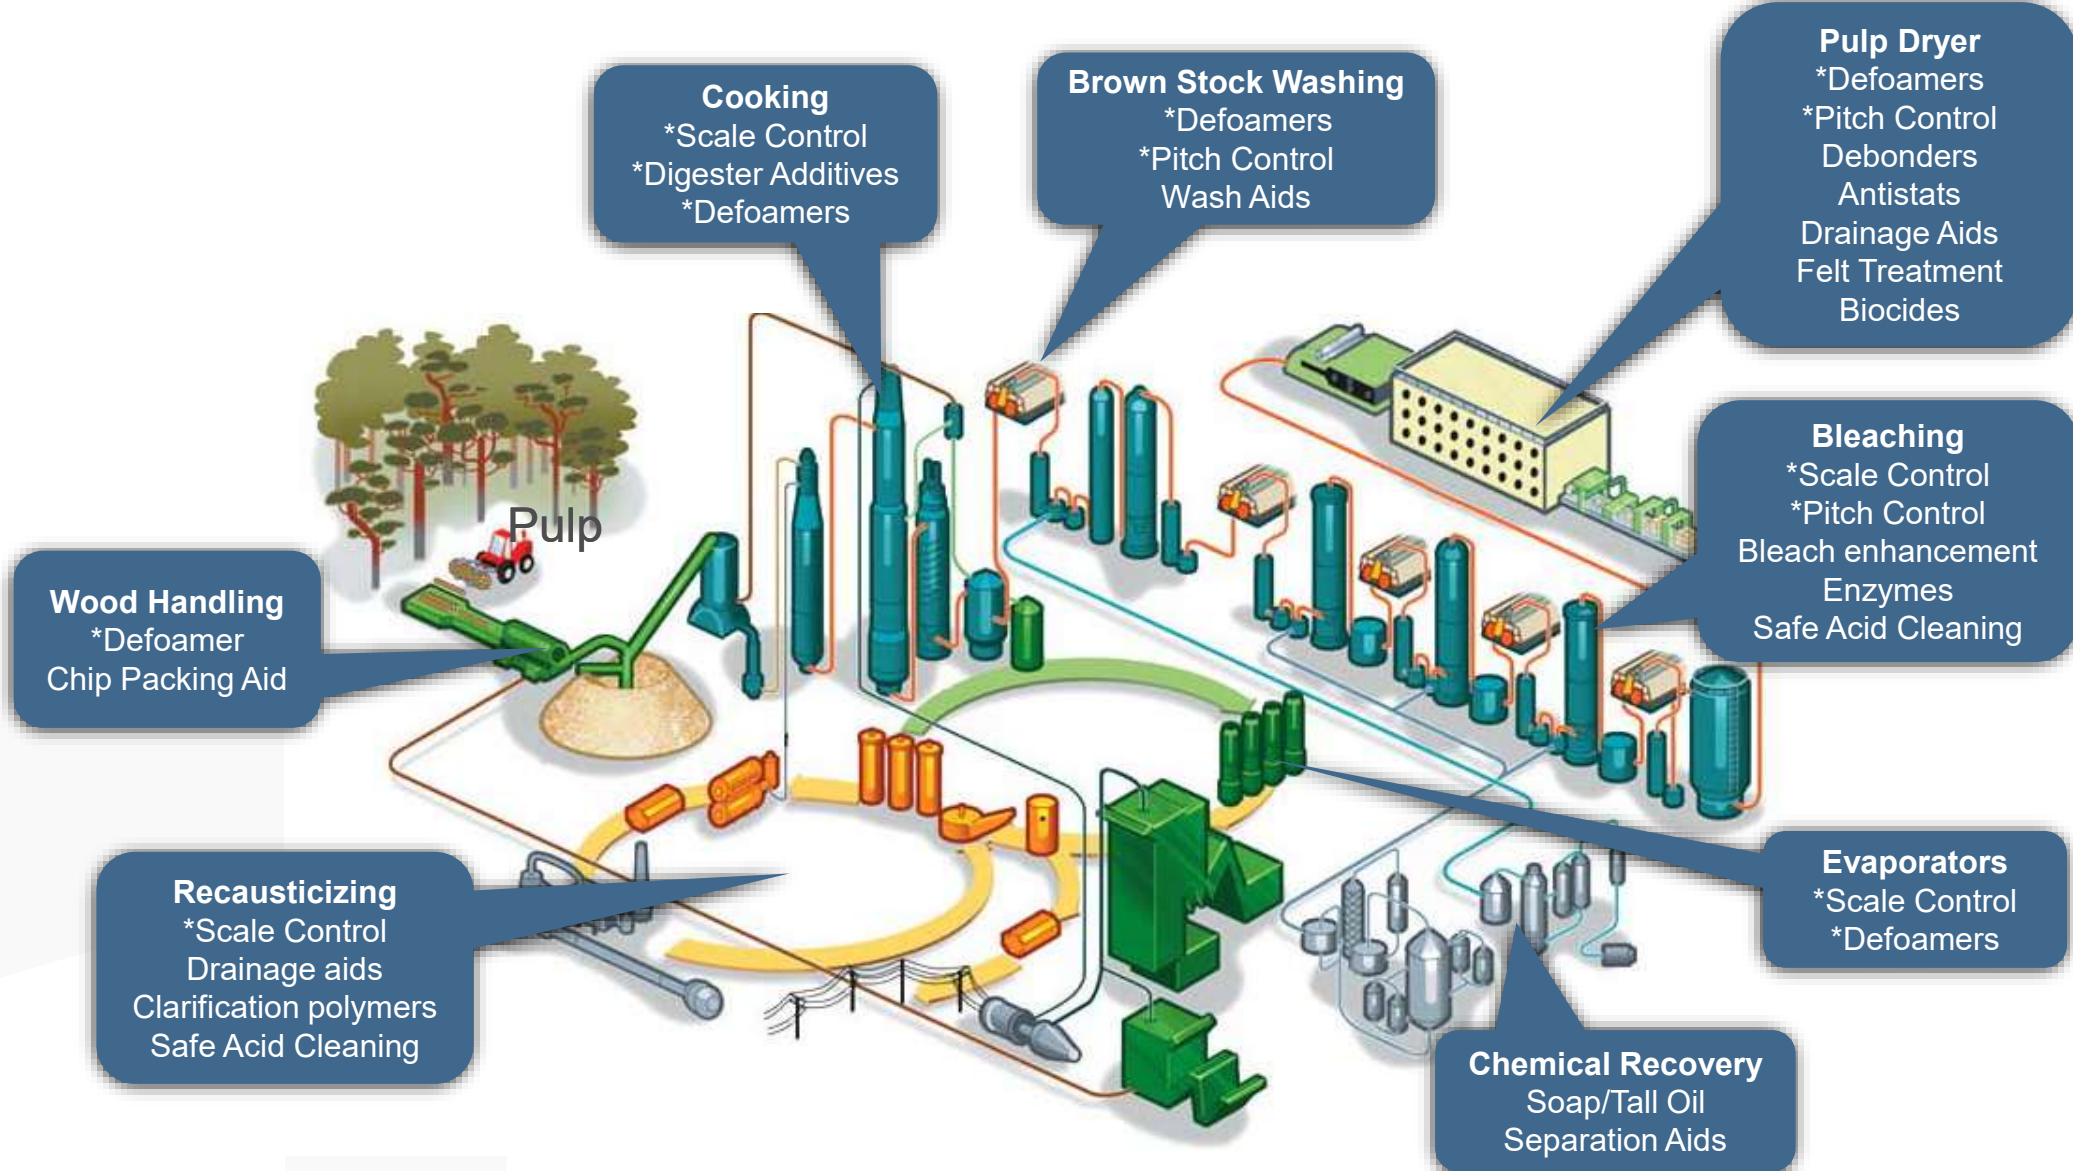 Cooking
*Scale Control
*Digester Additives
*Defoamers
Brown Stock Washing
*Defoamers
*Pitch Control
Wash Aids
Pulp Dryer
*Defoamers
*Pitch Control
Debonders
Antistats
Drainage Aids
Felt Treatment
Biocides
Bleaching
*Scale Control
*Pitch Control
Bleach enhancement
Enzymes
Safe Acid Cleaning
Pulp
Wood Handling
*Defoamer
Chip Packing Aid
Recausticizing
*Scale Control
Drainage aids
Clarification polymers
Safe Acid Cleaning
Evaporators
*Scale Control
*Defoamers
Chemical Recovery
Soap/Tall Oil
Separation Aids